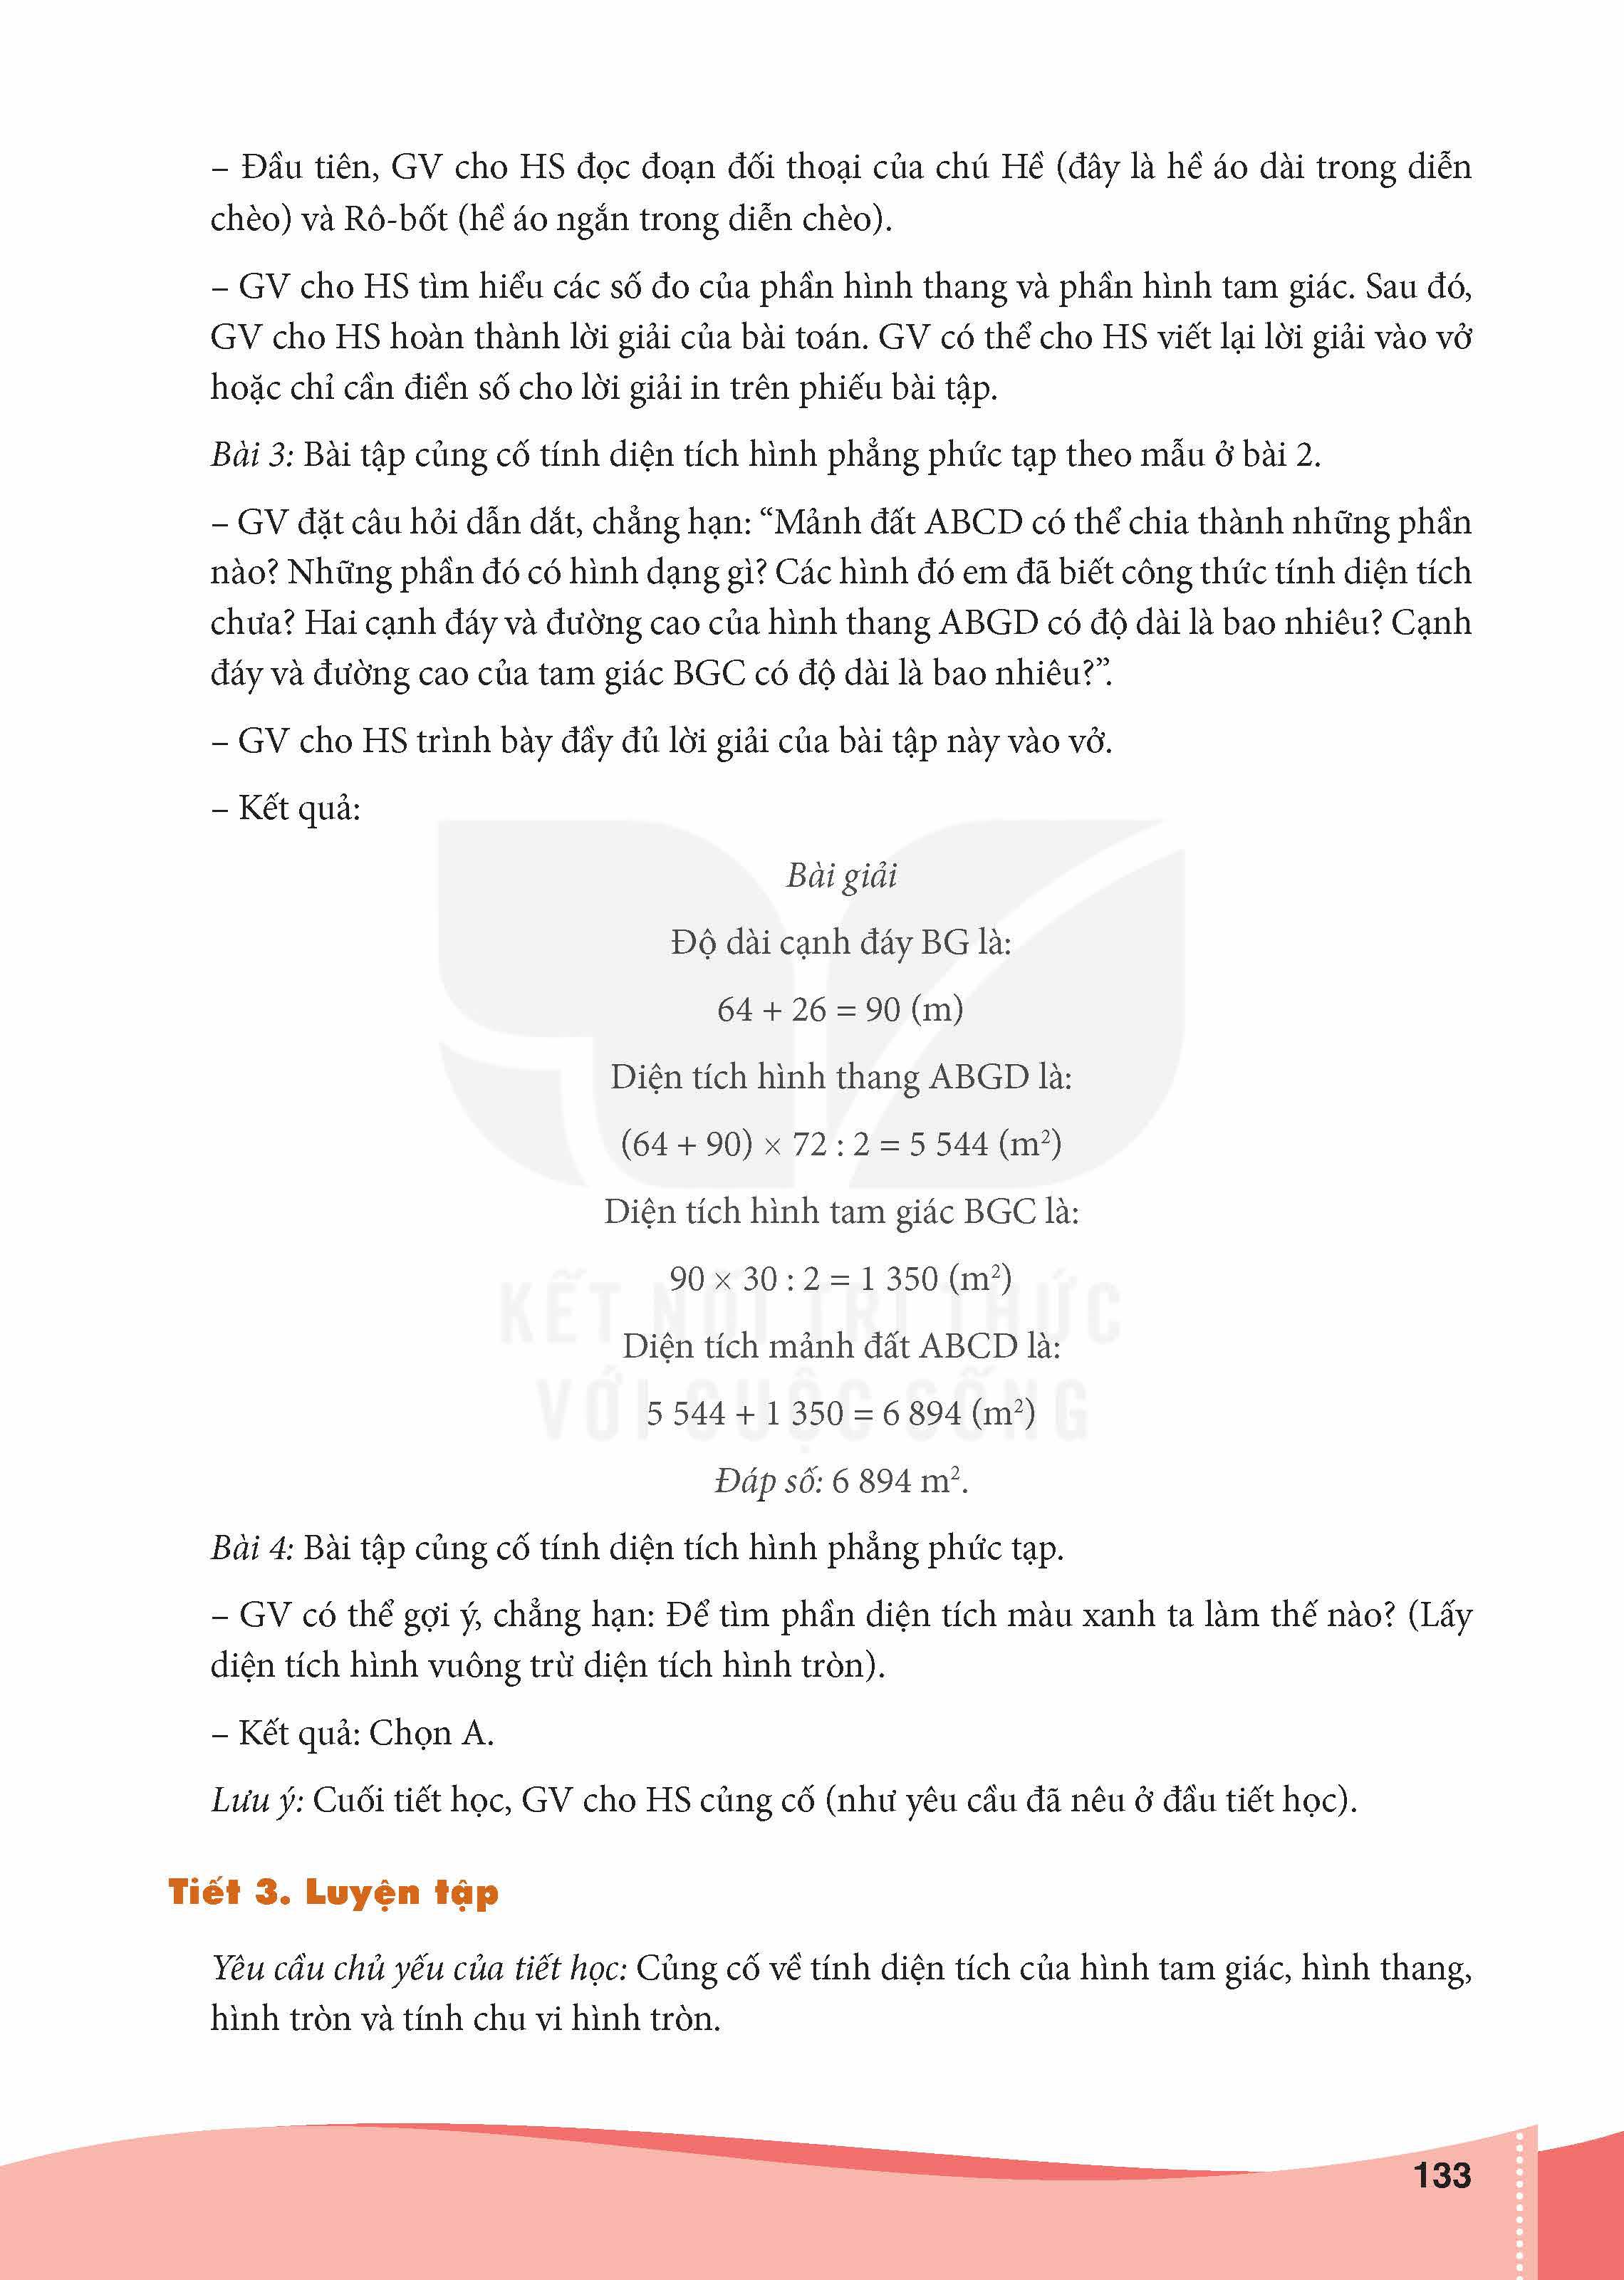 – Đầu tiên, GV cho HS đọc đoạn đối thoại của chú Hề (đây là hề áo dài trong diễn
chèo) và Rô-bốt (hề áo ngắn trong diễn chèo).
– GV cho HS tìm hiểu các số đo của phần hình thang và phần hình tam giác. Sau đó,
GV cho HS hoàn thành lời giải của bài toán. GV có thể cho HS viết lại lời giải vào vở
hoặc chỉ cần điền số cho lời giải in trên phiếu bài tập.
Bài 3: Bài tập củng cố tính diện tích hình phẳng phức tạp theo mẫu ở bài 2.
– GV đặt câu hỏi dẫn dắt, chẳng hạn: “Mảnh đất ABCD có thể chia thành những phần
nào? Những phần đó có hình dạng gì? Các hình đó em đã biết công thức tính diện tích
chưa? Hai cạnh đáy và đường cao của hình thang ABGD có độ dài là bao nhiêu? Cạnh
đáy và đường cao của tam giác BGC có độ dài là bao nhiêu?”.
– GV cho HS trình bày đầy đủ lời giải của bài tập này vào vở.
– Kết quả:
Bài giải
Độ dài cạnh đáy BG là:
64 + 26 = 90 (m)
Diện tích hình thang ABGD là:
(64 + 90) × 72 : 2 = 5 544 (m²)
Diện tích hình tam giác BGC là:
90 × 30 : 2 = 1 350 (m²)
KẾT NỐI TRI THỨC
Diện tích mảnh đất ABCD là:
VỚI CUỘC SỐNG
5 544 + 1 350 = 6 894 (m²)
Đáp số: 6 894 m².
Bài 4: Bài tập củng cố tính diện tích hình phẳng phức tạp.
– GV có thể gợi ý, chẳng hạn: Để tìm phần diện tích màu xanh ta làm thế nào? (Lấy
diện tích hình vuông trừ diện tích hình tròn).
– Kết quả: Chọn A.
Lưu ý: Cuối tiết học, GV cho HS củng cố (như yêu cầu đã nêu ở đầu tiết học).
Tiết 3. Luyện tập
Yêu cầu chủ yếu của tiết học: Củng cố về tính diện tích của hình tam giác, hình thang,
hình tròn và tính chu vi hình tròn.
133